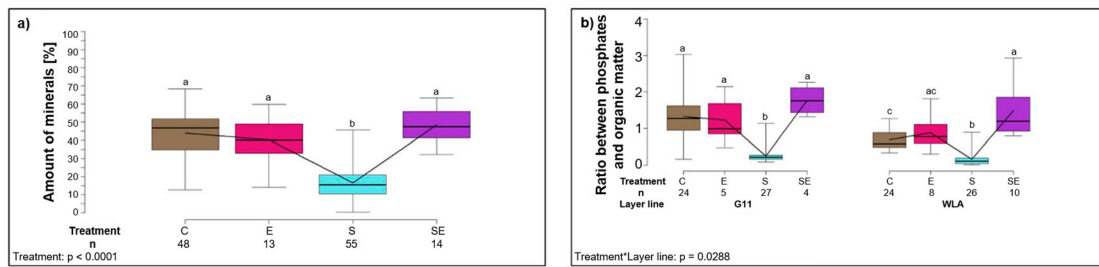 a)
Amount of minerals [%]
100
90
80
70
60
50
40
30
20
10
0
a a b a
Treatment C E S SE
n 48 13 55 14
Treatment: p < 0.0001
b)
Ratio between phosphates
and organic matter
4
3
2
1
0
a a b a c ac b a
Treatment C E S SE C E S SE
n 24 5 27 4 24 8 26 10
Layer line G11 WLA
Treatment*Layer line: p = 0.0288